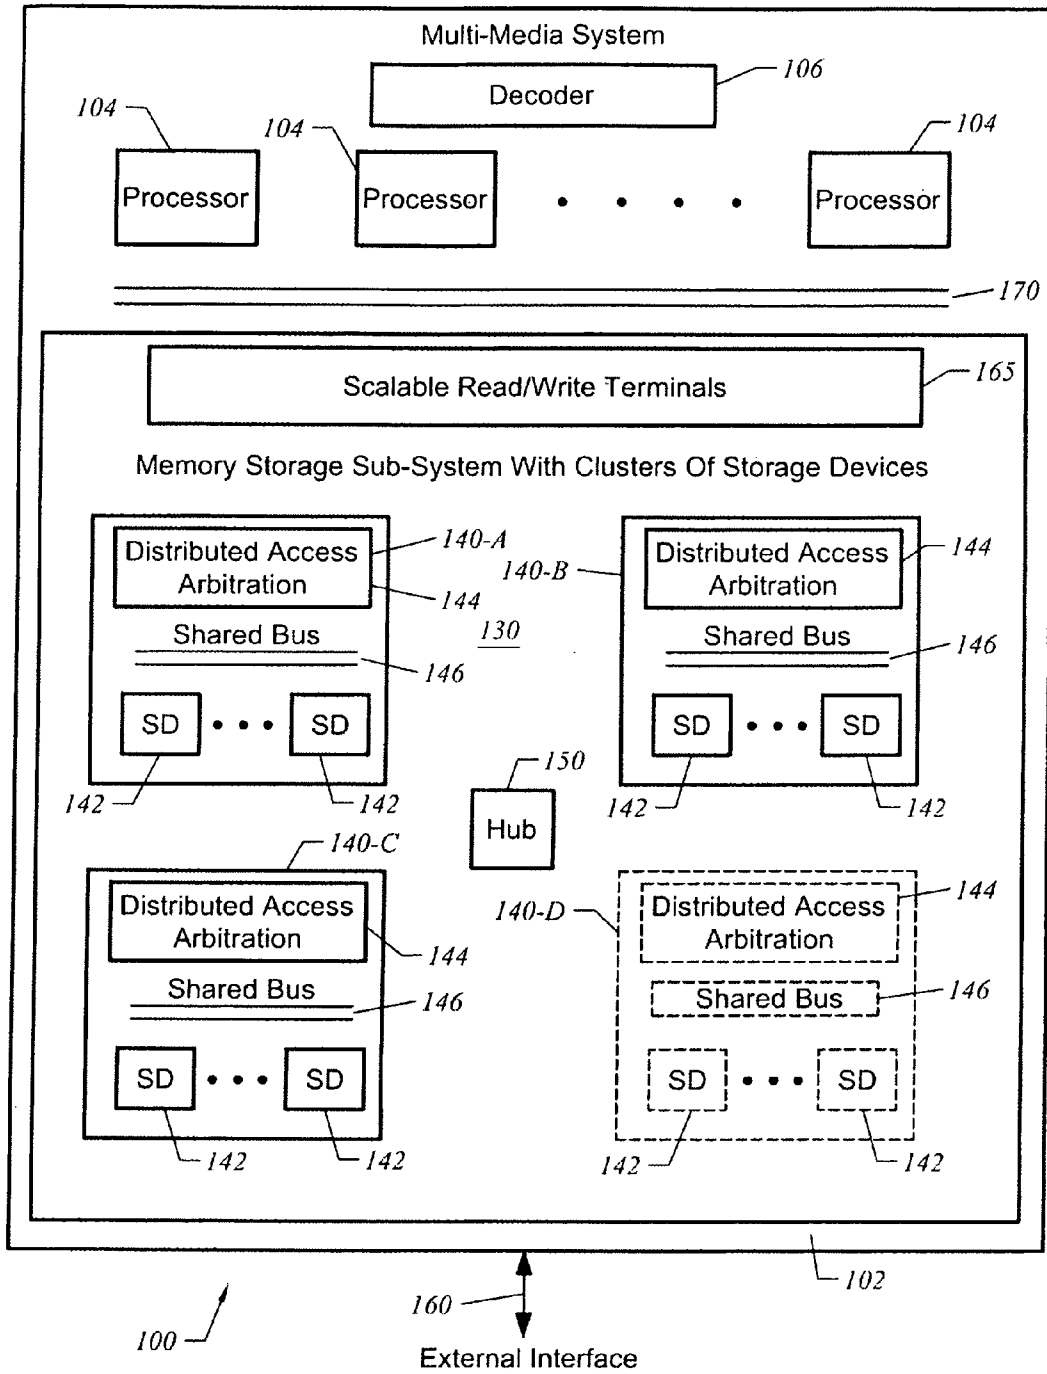 Multi-Media System
106
Decoder
104
104
104
Processor
Processor
Processor
170
165
Scalable Read/Write Terminals
Memory Storage Sub-System With Clusters Of Storage Devices
Distributed Access
Arbitration
140-A
144
Shared Bus
146
SD
SD
142
142
130
140-B
Distributed Access
Arbitration
144
Shared Bus
146
SD
SD
142
142
150
Hub
140-C
Distributed Access
Arbitration
144
Shared Bus
146
SD
SD
142
142
140-D
Distributed Access
Arbitration
144
Shared Bus
146
SD
SD
142
142
102
160
100
External Interface